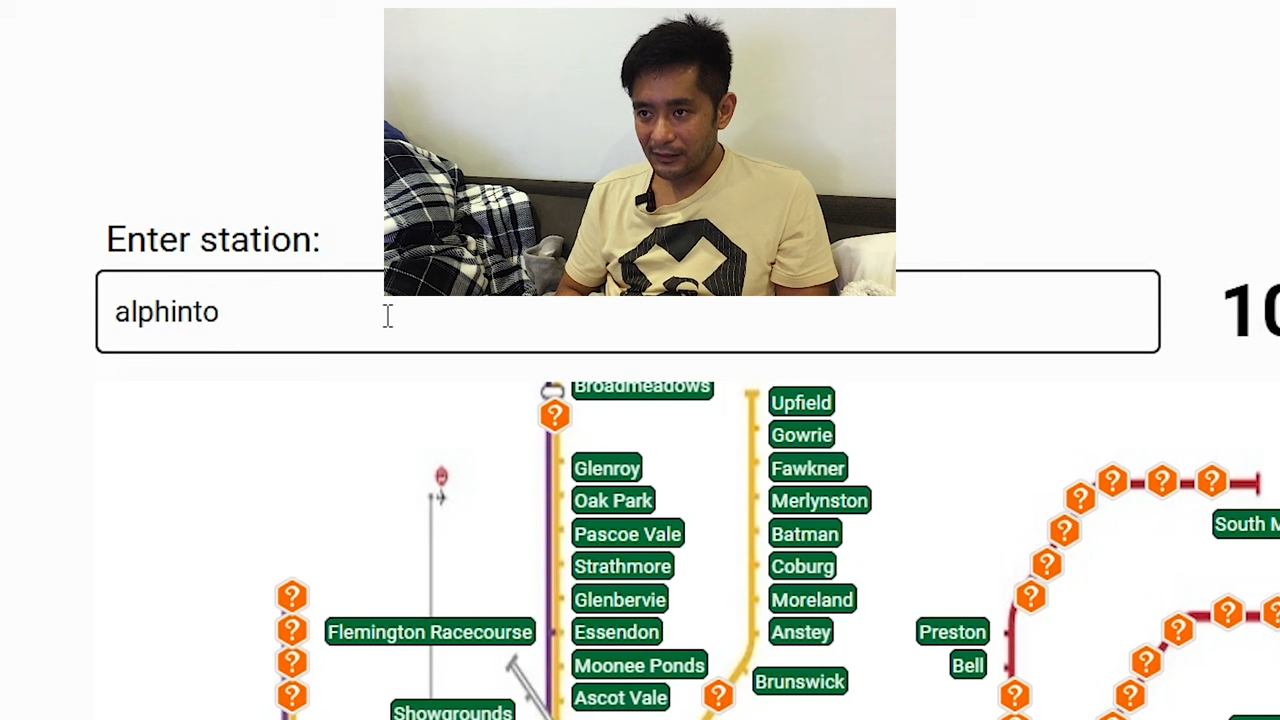 Enter station:
alphinto
10
Broadmeadows
Upfield
Glenroy
Gowrie
Oak Park
Fawkner
Pascoe Vale
Merlynston
Strathmore
Batman
Glenbervie
Coburg
Essendon
Moreland
Moonee Ponds
Anstey
Ascot Vale
Brunswick
Flemington Racecourse
Showgrounds
Preston
Bell
South M